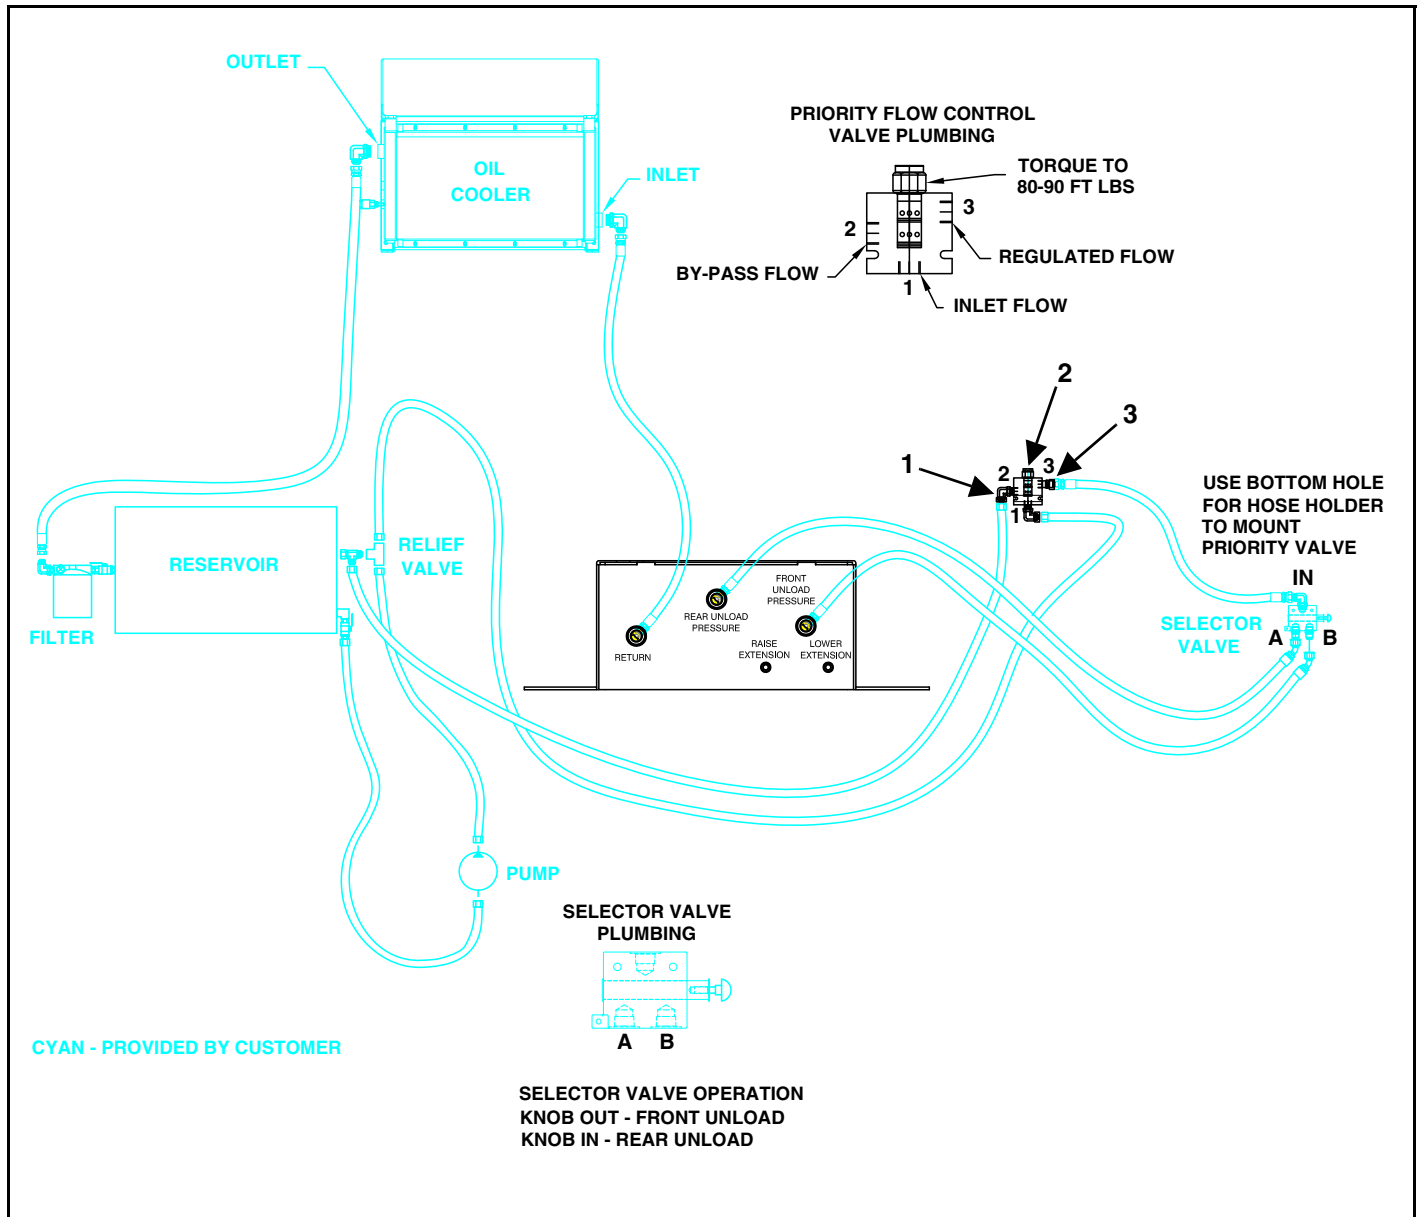 OUTLET
OIL
COOLER
INLET
PRIORITY FLOW CONTROL
VALVE PLUMBING
TORQUE TO
80-90 FT LBS
3
2
REGULATED FLOW
BY-PASS FLOW
1
INLET FLOW
2
3
1
2
3
1
USE BOTTOM HOLE
FOR HOSE HOLDER
TO MOUNT
PRIORITY VALVE
IN
SELECTOR
VALVE
A
B
RESERVOIR
RELIEF
VALVE
FILTER
FRONT
UNLOAD
PRESSURE
REAR UNLOAD
PRESSURE
RETURN
RAISE
EXTENSION
LOWER
EXTENSION
PUMP
SELECTOR VALVE
PLUMBING
A
B
CYAN - PROVIDED BY CUSTOMER
SELECTOR VALVE OPERATION
KNOB OUT - FRONT UNLOAD
KNOB IN - REAR UNLOAD